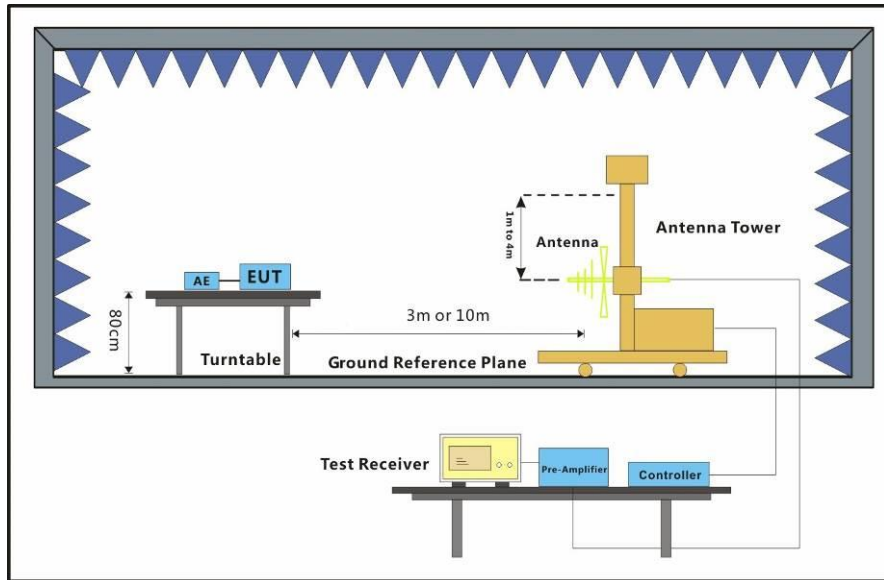 1m to 4m
Antenna
Antenna Tower
AE
EUT
80cm
3m or 10m
Turntable
Ground Reference Plane
Test Receiver
Pre-Amplifier
Controller